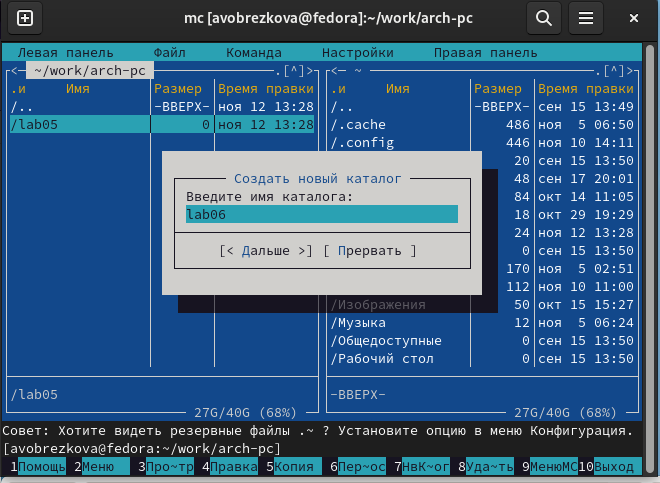 mc [avobrezkova@fedora]:~/work/arch-pc
Левая панель Файл Команда Настройки Правая панель
<— ~/work/arch-pc .[^]> <— ~ .[^]>
.и Имя Размер Время правки .и Имя Размер Время правки
/.. -ВВЕРХ- ноя 12 13:28 /.. -ВВЕРХ- сен 15 13:49
/lab05 0 ноя 12 13:28 /.cache 486 ноя 5 06:50
/.config 446 ноя 10 14:11
20 сен 15 13:50
Создать новый каталог 48 сен 17 20:01
Введите имя каталога: 84 окт 14 11:05
lab06 18 окт 29 19:29
24 ноя 12 13:28
[< Дальше >] [ Прервать ] 0 сен 15 13:50
170 ноя 5 02:51
112 ноя 10 11:00
/Изображения 50 окт 15 15:27
/Музыка 12 ноя 5 06:24
/Общедоступные 0 сен 15 13:50
/Рабочий стол 0 сен 15 13:50
/lab05 -ВВЕРХ-
27G/40G (68%) 27G/40G (68%)
Совет: Хотите видеть резервные файлы .~ ? Установите опцию в меню Конфигурация.
[avobrezkova@fedora:~/work/arch-pc]
1Помощь 2Меню 3Про~тр 4Правка 5Копия 6Пер~ос 7НвК~ог 8Уда~ть 9МенюMC 10Выход